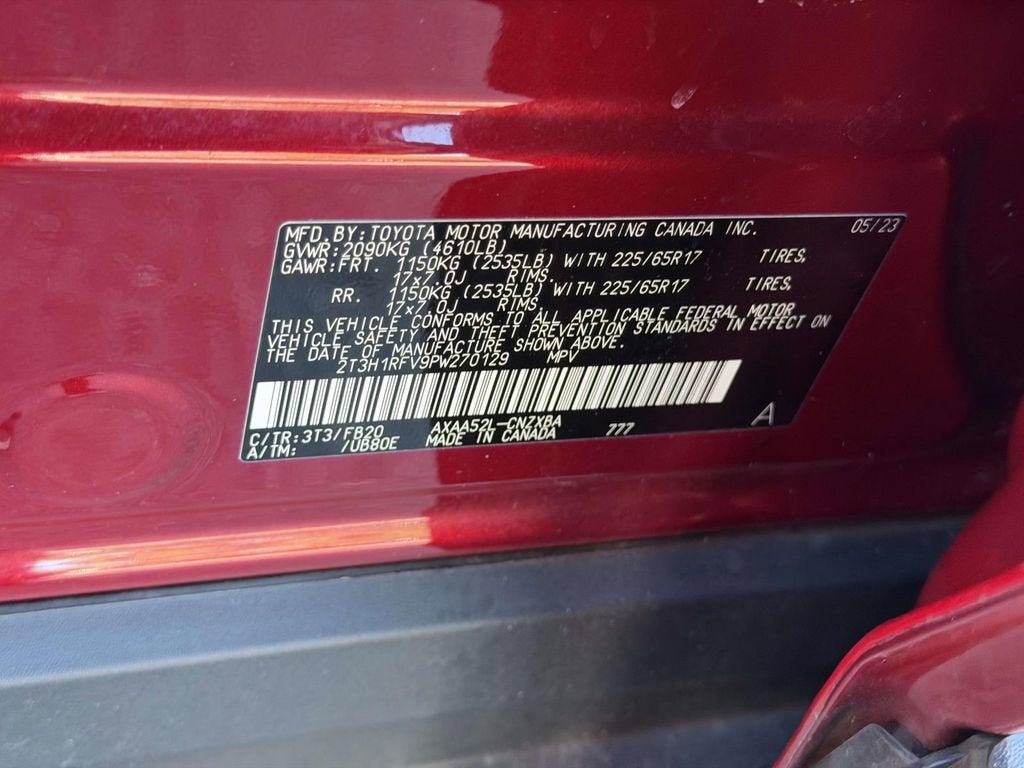 MFD. BY: TOYOTA MOTOR MANUFACTURING CANADA INC. 05/23
GVWR: 2090KG (4610LB)
GAWR: FRT. 1150KG (2535LB) WITH 225/65R17 TIRES,
17x7.0J RIMS,
RR. 1150KG (2535LB) WITH 225/65R17 TIRES,
17x7.0J RIMS,
THIS VEHICLE CONFORMS TO ALL APPLICABLE FEDERAL MOTOR
VEHICLE SAFETY AND THEFT PREVENTION STANDARDS IN EFFECT ON
THE DATE OF MANUFACTURE SHOWN ABOVE.
2T3H1RFV9PW270129 MPV
C/TR: 3T3/FB20 AXAA52L-CNZXBA 777 A
A/TM: /UB80E MADE IN CANADA